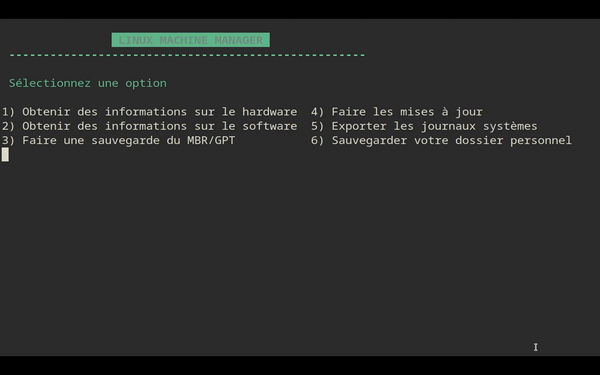 LINUX MACHINE MANAGER
----------------------------------------------------
Sélectionnez une option
1) Obtenir des informations sur le hardware  4) Faire les mises à jour
2) Obtenir des informations sur le software  5) Exporter les journaux systèmes
3) Faire une sauvegarde du MBR/GPT  6) Sauvegarder votre dossier personnel